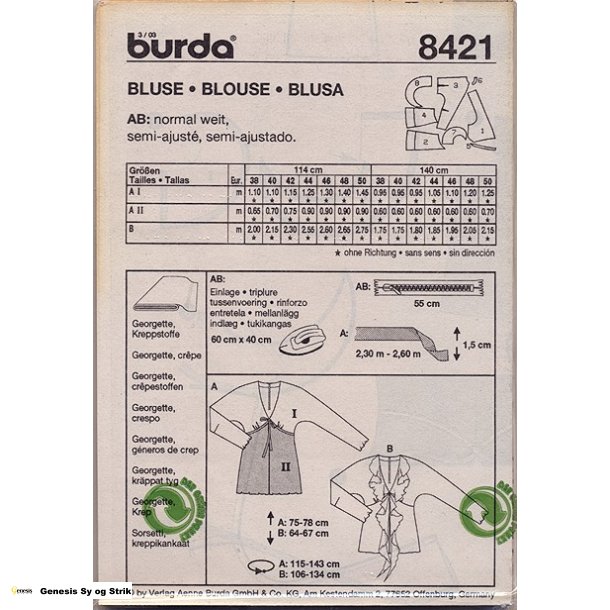 3 / 03
burda®
8421
BLUSE • BLOUSE • BLUSA
AB: normal weit,
semi-ajusté, semi-ajustado.
Größen
Tailles • Tallas
Eur.
114 cm
140 cm
38 40 42 44 46 48 50 38 40 42 44 46 48 50
A I m 1.10 1.10 1.15 1.25 1.30 1.40 1.45 0.95 0.95 0.95 1.05 1.10 1.20 1.25
A II m 0.65 0.70 0.75 0.90 0.90 0.90 0.90 0.60 0.60 0.60 0.60 0.60 0.60 0.70
B m 2.00 2.15 2.30 2.55 2.60 2.65 2.75 1.75 1.75 1.80 1.85 1.95 2.05 2.15
★ ohne Richtung • sans sens • sin dirección
AB:
Einlage • triplure
tussenvoering • rinforzo
entretela • mellanlägg
indlæg • tukikangas
60 cm x 40 cm
AB:
55 cm
A:
2,30 m - 2,60 m
1,5 cm
Georgette,
Kreppstoffe
Georgette, crêpe
Georgette,
crêpestoffen
Georgette,
crespo
Georgette,
géneros de crep
Georgette,
kräppat tyg
Georgette,
Krep
Sorsetti,
kreppikankaat
A
I
II
B
A: 75-78 cm
B: 64-67 cm
A: 115-143 cm
B: 106-134 cm
© by Verlag Aenne Burda GmbH & Co. KG, Am Kestendamm 2, 77652 Offenburg, Germany
Genesis
Genesis Sy og Strik